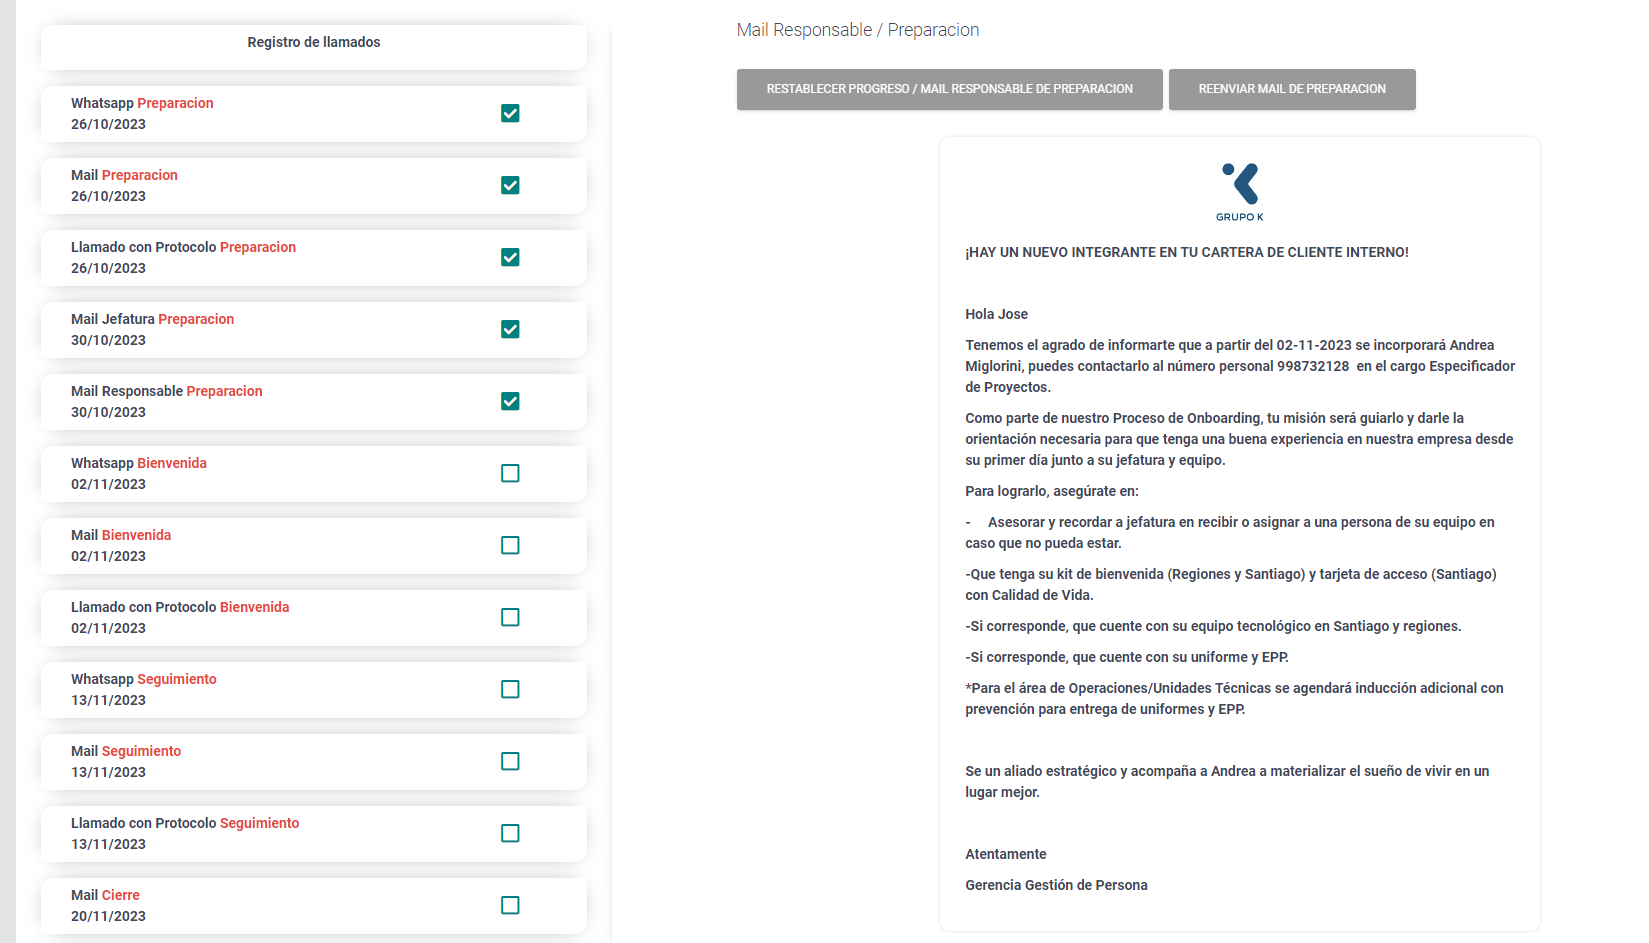 Registro de llamados
Whatsapp Preparacion
26/10/2023
Mail Preparacion
26/10/2023
Llamado con Protocolo Preparacion
26/10/2023
Mail Jefatura Preparacion
30/10/2023
Mail Responsable Preparacion
30/10/2023
Whatsapp Bienvenida
02/11/2023
Mail Bienvenida
02/11/2023
Llamado con Protocolo Bienvenida
02/11/2023
Whatsapp Seguimiento
13/11/2023
Mail Seguimiento
13/11/2023
Llamado con Protocolo Seguimiento
13/11/2023
Mail Cierre
20/11/2023
Mail Responsable / Preparacion
RESTABLECER PROGRESO / MAIL RESPONSABLE DE PREPARACION
REENVIAR MAIL DE PREPARACION
GRUPO K
¡HAY UN NUEVO INTEGRANTE EN TU CARTERA DE CLIENTE INTERNO!
Hola Jose
Tenemos el agrado de informarte que a partir del 02-11-2023 se incorporará Andrea
Miglorini, puedes contactarlo al número personal 998732128 en el cargo Especificador
de Proyectos.
Como parte de nuestro Proceso de Onboarding, tu misión será guiarlo y darle la
orientación necesaria para que tenga una buena experiencia en nuestra empresa desde
su primer día junto a su jefatura y equipo.
Para lograrlo, asegúrate en:
- Asesorar y recordar a jefatura en recibir o asignar a una persona de su equipo en
caso que no pueda estar.
-Que tenga su kit de bienvenida (Regiones y Santiago) y tarjeta de acceso (Santiago)
con Calidad de Vida.
-Si corresponde, que cuente con su equipo tecnológico en Santiago y regiones.
-Si corresponde, que cuente con su uniforme y EPP.
*Para el área de Operaciones/Unidades Técnicas se agendará inducción adicional con
prevención para entrega de uniformes y EPP.
Se un aliado estratégico y acompaña a Andrea a materializar el sueño de vivir en un
lugar mejor.
Atentamente
Gerencia Gestión de Persona